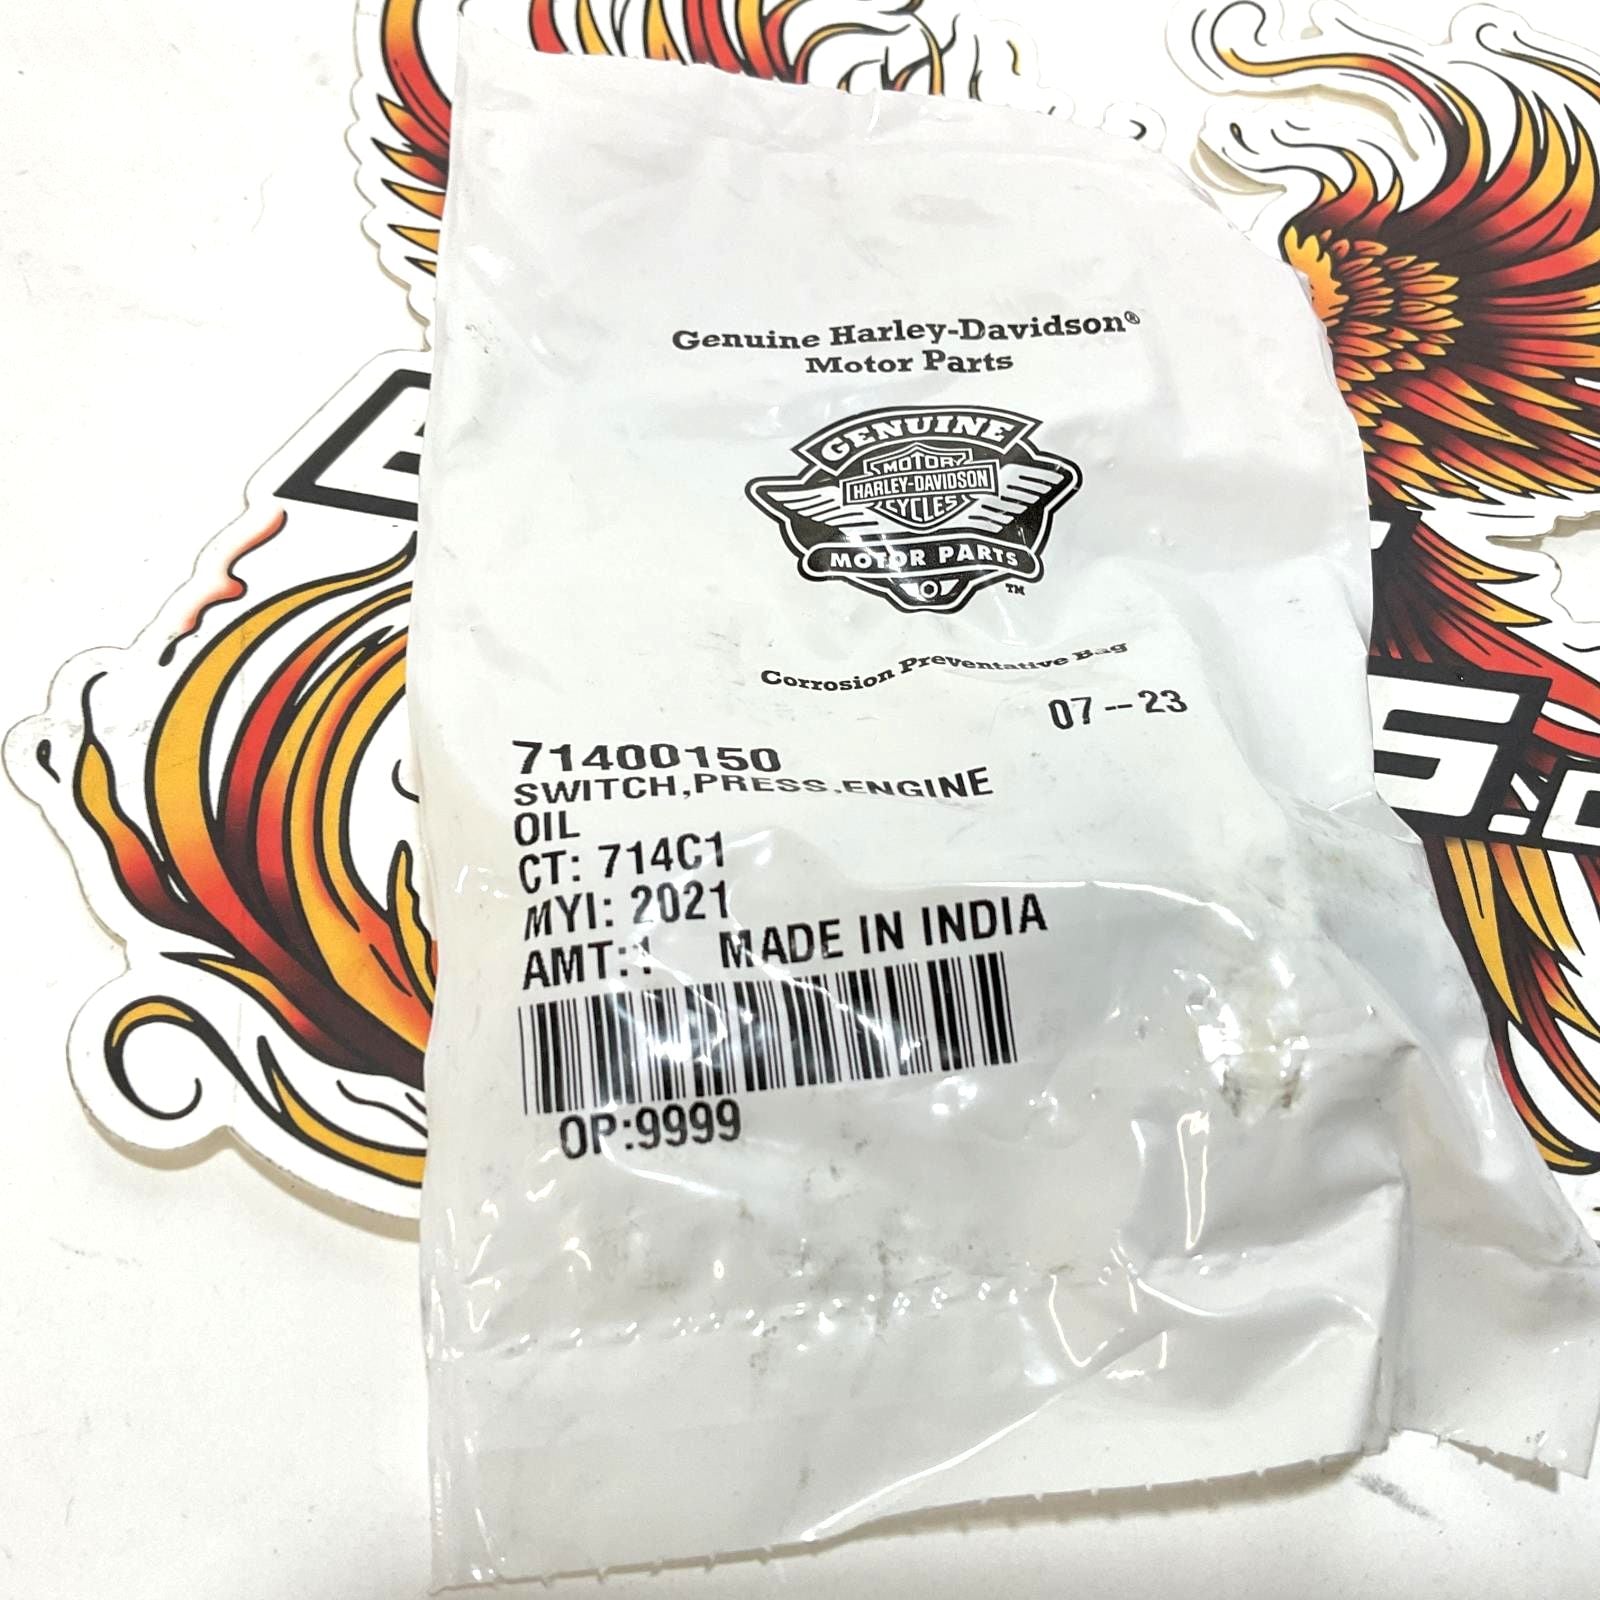 Genuine Harley-Davidson®
Motor Parts
GENUINE
MOTOR
HARLEY-DAVIDSON
CYCLES
MOTOR PARTS
TM
Corrosion Preventative Bag
07--23
71400150
SWITCH,PRESS,ENGINE
OIL
CT: 714C1
MYI: 2021
AMT:1 MADE IN INDIA
OP:9999